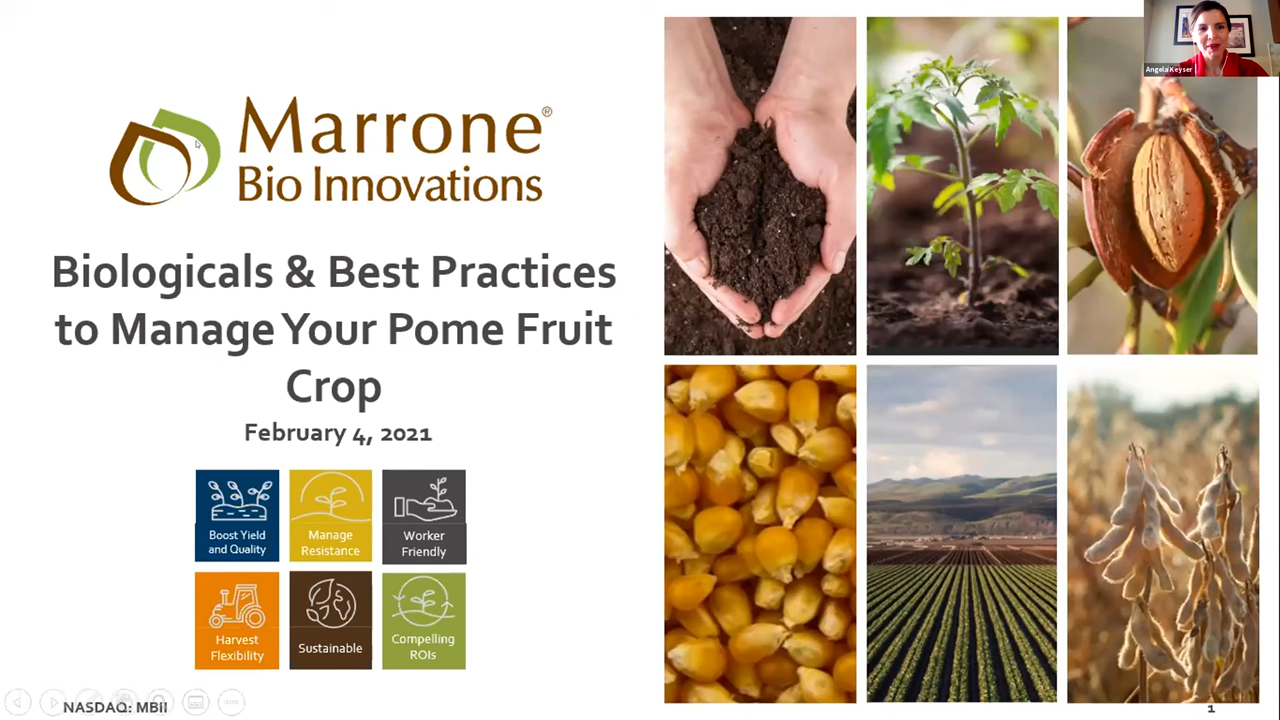 Marrone®
Bio Innovations
Biologicals & Best Practices
to Manage Your Pome Fruit
Crop
February 4, 2021
Boost Yield
and Quality
Manage
Resistance
Worker
Friendly
Harvest
Flexibility
Sustainable
Compelling
ROIs
NASDAQ: MBII
1
Angela Keyser